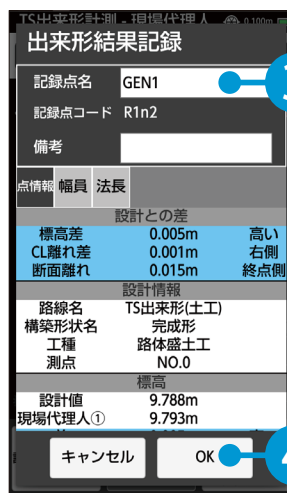 TS出来形計測 - 現場代理人 0.100m
出来形結果記録
記録点名 GEN1
記録点コード R1n2
備考
点情報 幅員 法長
設計との差
標高差 0.005m 高い
CL離れ差 0.001m 右側
断面離れ 0.015m 終点側
設計情報
路線名 TS出来形(土工)
構築形状名 完成形
工種 路体盛土工
測点 NO.0
標高
設計値 9.788m
現場代理人① 9.793m
キャンセル OK